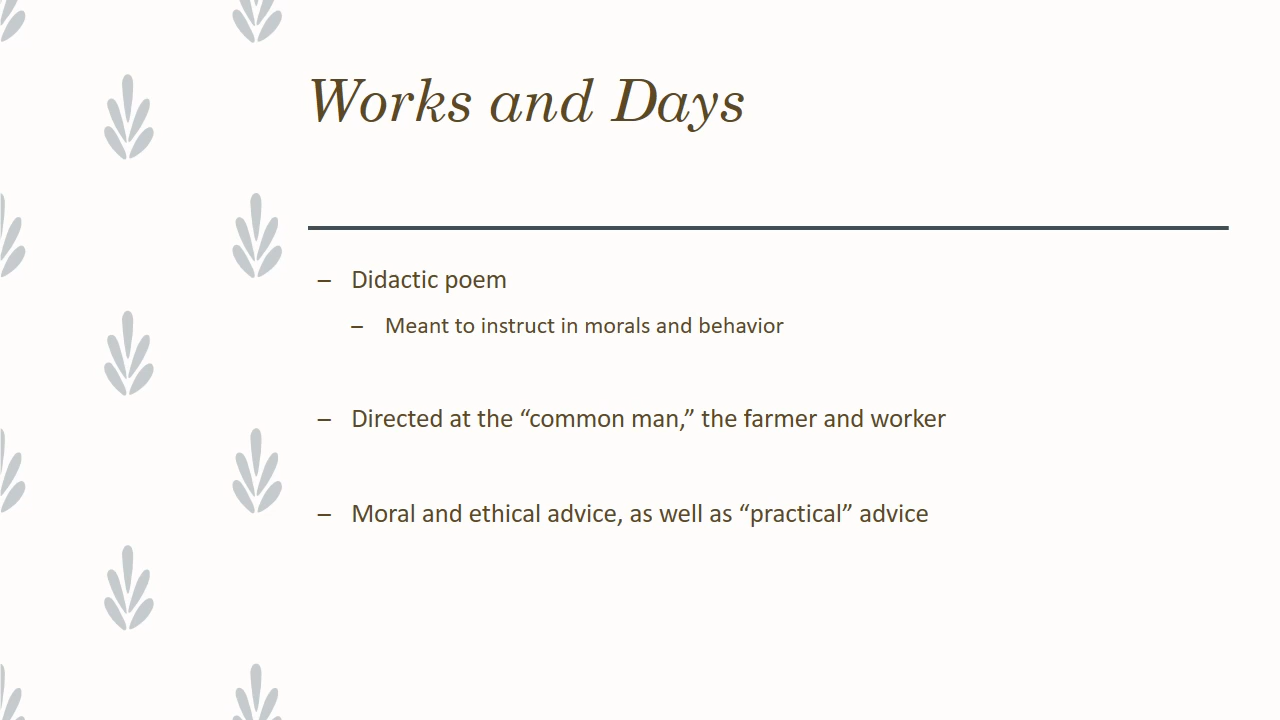 Works and Days
– Didactic poem
– Meant to instruct in morals and behavior
– Directed at the “common man,” the farmer and worker
– Moral and ethical advice, as well as “practical” advice